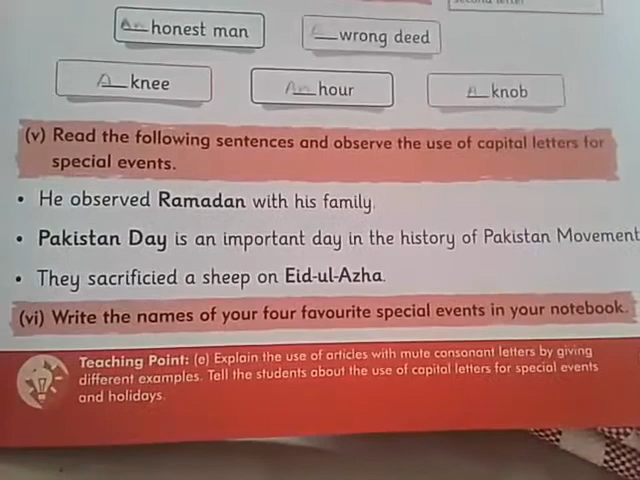 second letter
An honest man
A wrong deed
A knee
An hour
A knob
(v) Read the following sentences and observe the use of capital letters for
special events.
• He observed Ramadan with his family.
• Pakistan Day is an important day in the history of Pakistan Movement
• They sacrificied a sheep on Eid-ul-Azha.
(vi) Write the names of your four favourite special events in your notebook.
Teaching Point: (e) Explain the use of articles with mute consonant letters by giving
different examples. Tell the students about the use of capital letters for special events
and holidays.